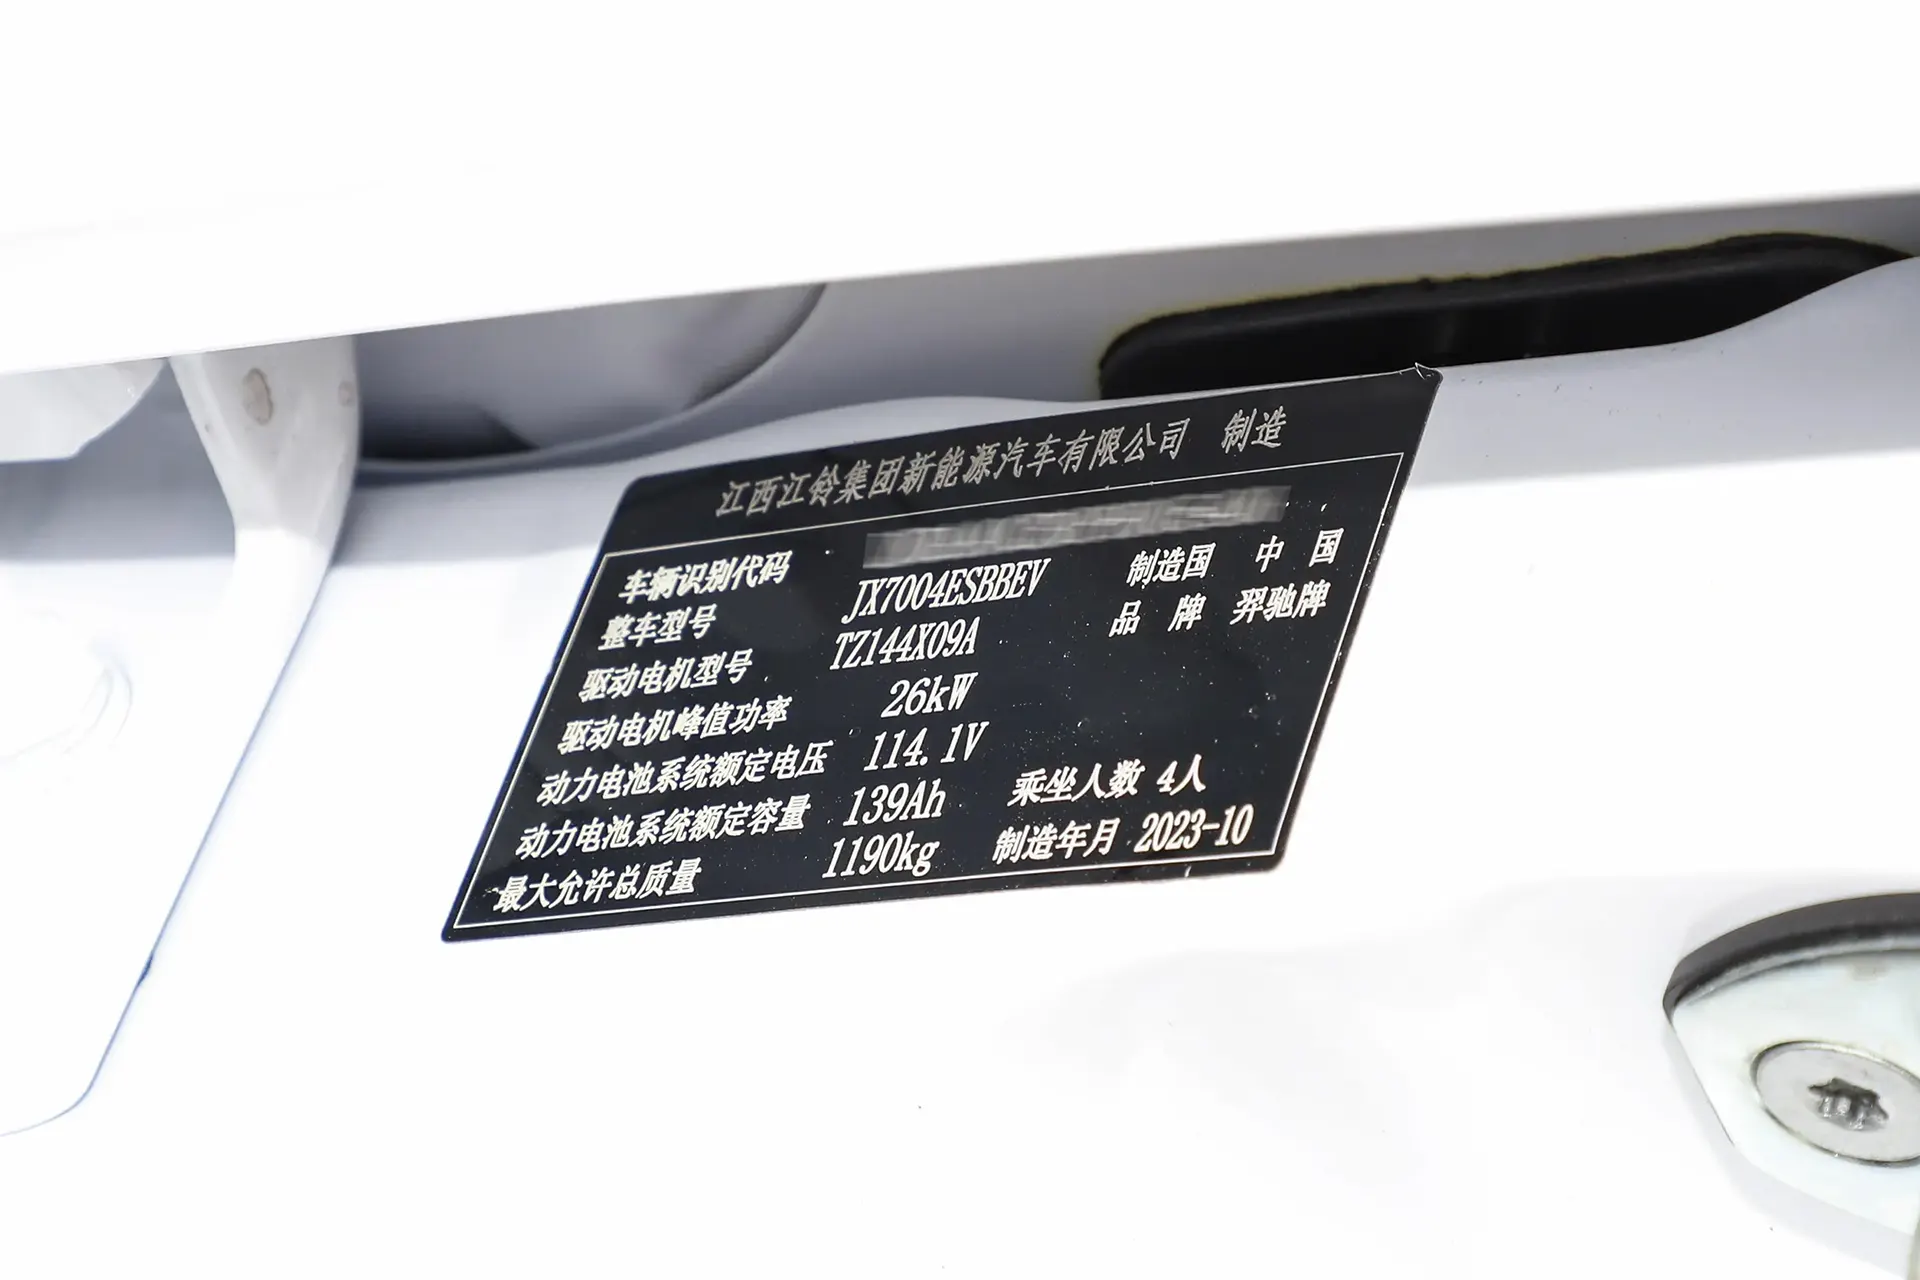 江西江铃集团新能源汽车有限公司 制造
车辆识别代码
整车型号 JX7004ESBBEV 制造国 中 国
驱动电机型号 TZ144X09A 品 牌 羿驰牌
驱动电机峰值功率 26kW
动力电池系统额定电压 114.1V
动力电池系统额定容量 139Ah 乘坐人数 4人
最大允许总质量 1190kg 制造年月 2023-10